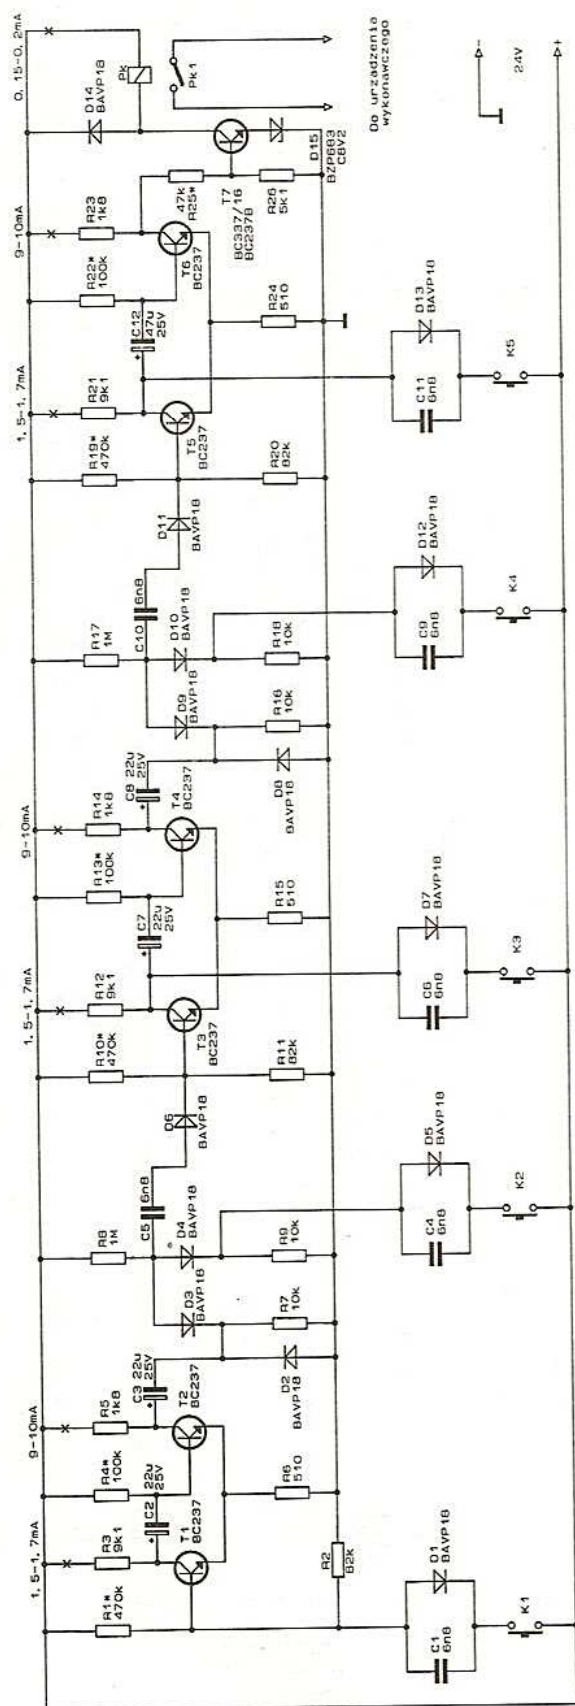 1,5-1,7mA
9-10mA
1,5-1,7mA
9-10mA
1,5-1,7mA
9-10mA
0,15-0,2mA
R1*
470k
R3
9k1
C2
22u
25V
R4*
100k
R5
1k8
C3
22u
25V
T1
BC237
T2
BC237
R6
510
R2
82k
D2
BAVP18
D3
BAVP18
R7
10k
R8
1M
C5
6n8
D4
BAVP18
R9
10k
D6
BAVP18
R10*
470k
R11
82k
R12
9k1
C7
22u
25V
R13*
100k
R14
1k8
C8
22u
25V
T3
BC237
T4
BC237
R15
510
D8
BAVP18
D9
BAVP18
R16
10k
R17
1M
C10
6n8
D10
BAVP18
R18
10k
D11
BAVP18
R19*
470k
R20
82k
R21
9k1
C12
47u
25V
R22*
100k
R23
1k8
T5
BC237
T6
BC237
R24
510
47k
R25*
T7
BC337/16
BC237B
R26
5k1
D14
BAVP18
Pk
D15
BZP683
C8V2
Pk1
Do urzadzenia
wykonawczego
C1
6n8
D1
BAVP18
K1
C4
6n8
D5
BAVP18
K2
C6
6n8
D7
BAVP18
K3
C9
6n8
D12
BAVP18
K4
C11
6n8
D13
BAVP18
K5
-
24V
+